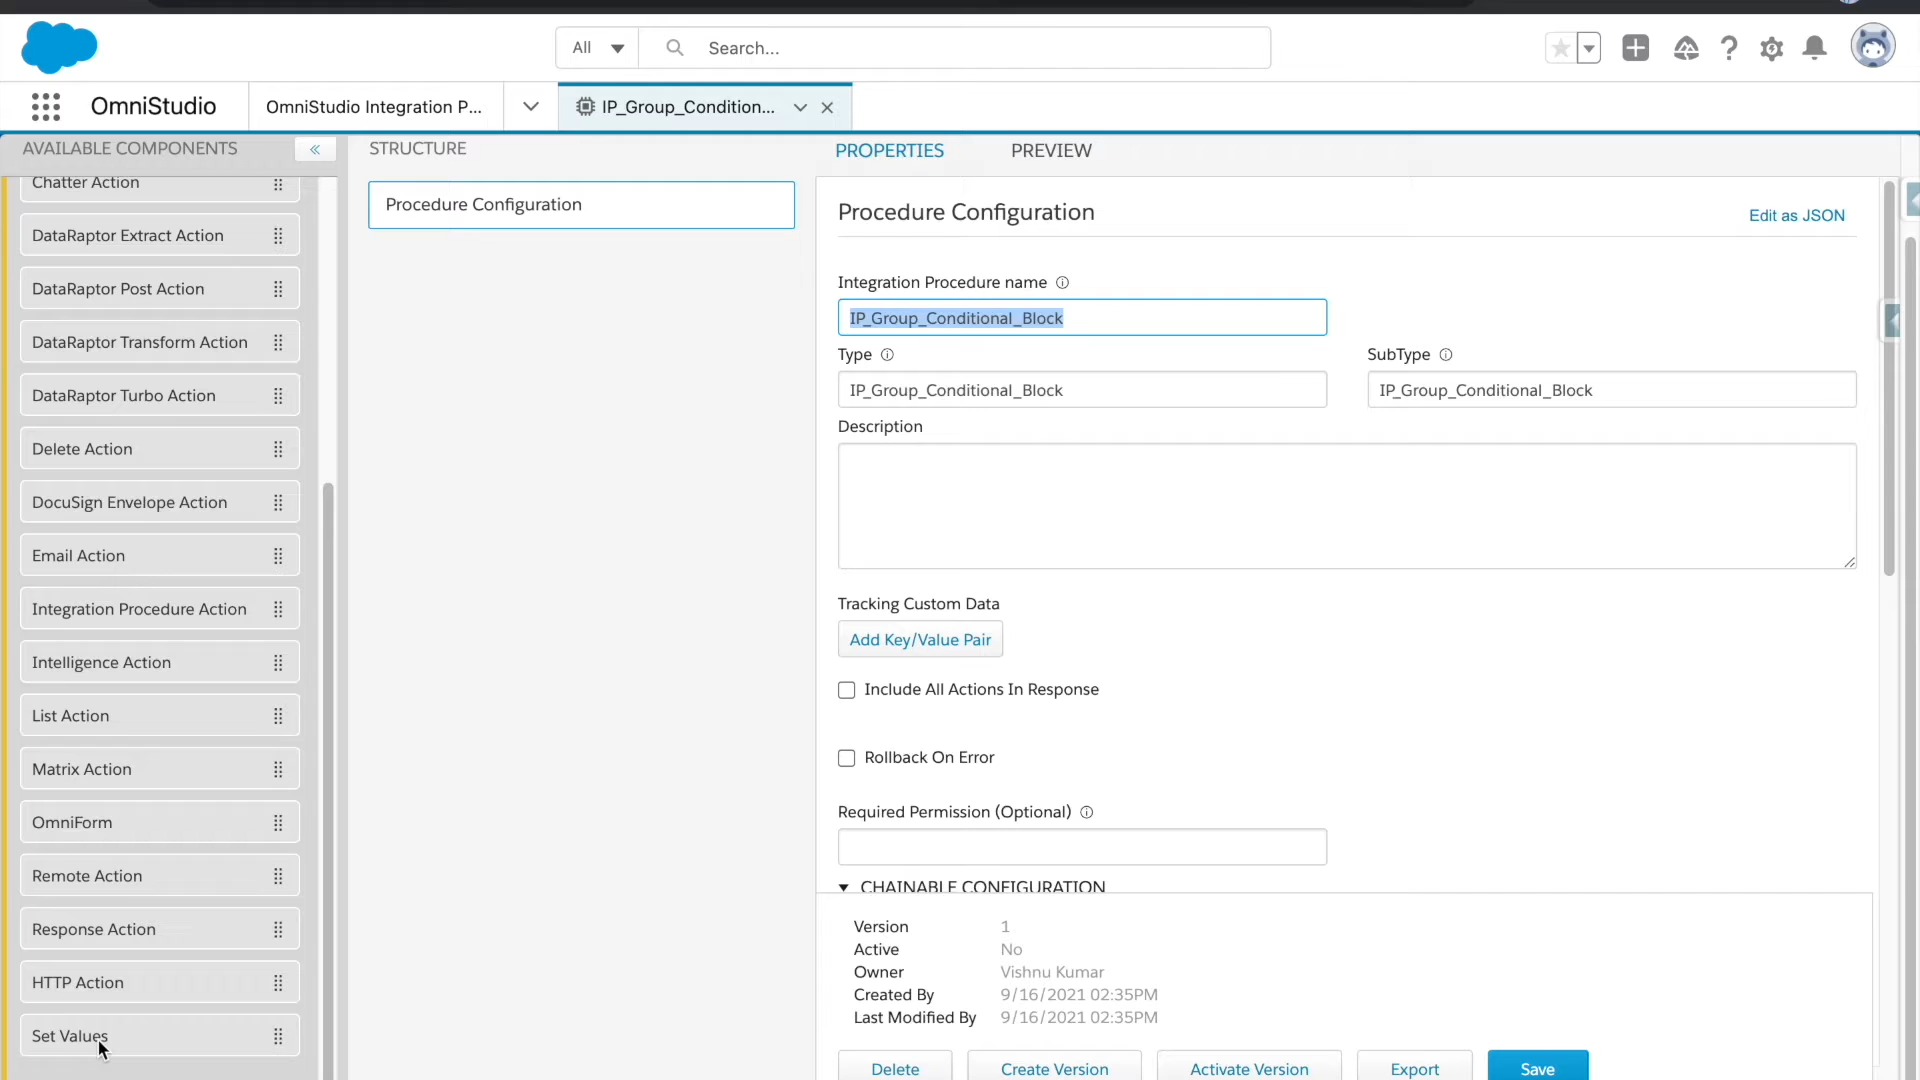 All
Search...
OmniStudio
OmniStudio Integration P...
IP_Group_Condition...
AVAILABLE COMPONENTS
«
Chatter Action
DataRaptor Extract Action
DataRaptor Post Action
DataRaptor Transform Action
DataRaptor Turbo Action
Delete Action
DocuSign Envelope Action
Email Action
Integration Procedure Action
Intelligence Action
List Action
Matrix Action
OmniForm
Remote Action
Response Action
HTTP Action
Set Values
STRUCTURE
Procedure Configuration
PROPERTIES
PREVIEW
Procedure Configuration
Edit as JSON
Integration Procedure name
IP_Group_Conditional_Block
Type
IP_Group_Conditional_Block
SubType
IP_Group_Conditional_Block
Description
Tracking Custom Data
Add Key/Value Pair
Include All Actions In Response
Rollback On Error
Required Permission (Optional)
CHAINABLE CONFIGURATION
Version 1
Active No
Owner Vishnu Kumar
Created By 9/16/2021 02:35PM
Last Modified By 9/16/2021 02:35PM
Delete
Create Version
Activate Version
Export
Save